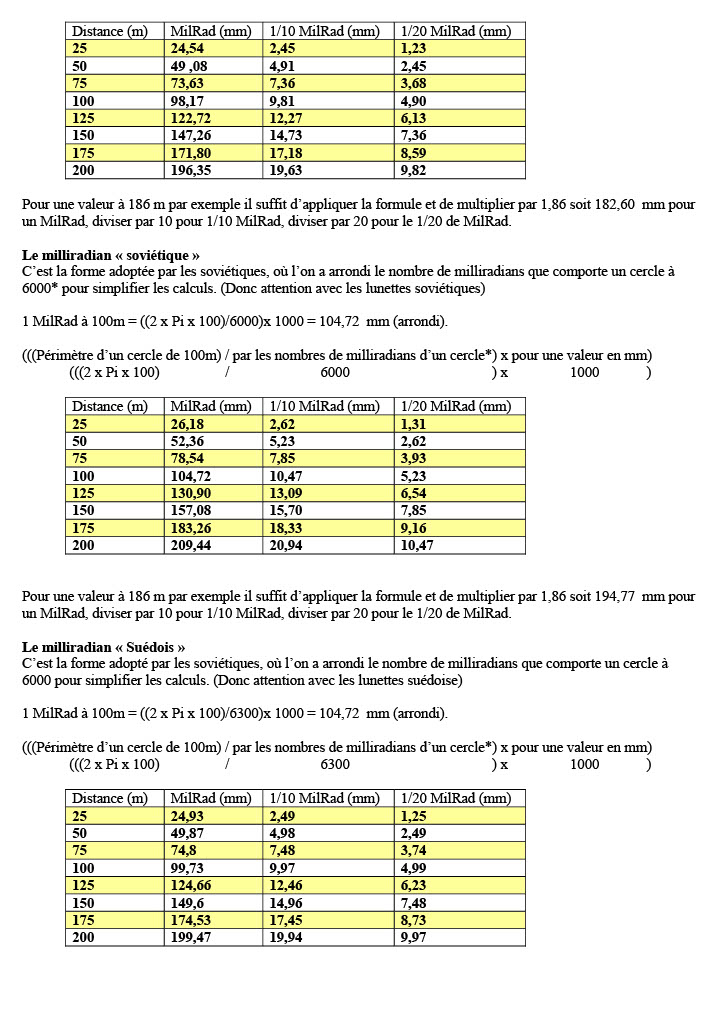 Distance (m) MilRad (mm) 1/10 MilRad (mm) 1/20 MilRad (mm)
25 24,54 2,45 1,23
50 49 ,08 4,91 2,45
75 73,63 7,36 3,68
100 98,17 9,81 4,90
125 122,72 12,27 6,13
150 147,26 14,73 7,36
175 171,80 17,18 8,59
200 196,35 19,63 9,82
Pour une valeur à 186 m par exemple il suffit d’appliquer la formule et de multiplier par 1,86 soit 182,60 mm pour
un MilRad, diviser par 10 pour 1/10 MilRad, diviser par 20 pour le 1/20 de MilRad.
Le milliradian « soviétique »
C’est la forme adoptée par les soviétiques, où l’on a arrondi le nombre de milliradians que comporte un cercle à
6000* pour simplifier les calculs. (Donc attention avec les lunettes soviétiques)
1 MilRad à 100m = ((2 x Pi x 100)/6000)x 1000 = 104,72 mm (arrondi).
(((Périmètre d’un cercle de 100m) / par les nombres de milliradians d’un cercle*) x pour une valeur en mm)
(((2 x Pi x 100) / 6000 ) x 1000 )
Distance (m) MilRad (mm) 1/10 MilRad (mm) 1/20 MilRad (mm)
25 26,18 2,62 1,31
50 52,36 5,23 2,62
75 78,54 7,85 3,93
100 104,72 10,47 5,23
125 130,90 13,09 6,54
150 157,08 15,70 7,85
175 183,26 18,33 9,16
200 209,44 20,94 10,47
Pour une valeur à 186 m par exemple il suffit d’appliquer la formule et de multiplier par 1,86 soit 194,77 mm pour
un MilRad, diviser par 10 pour 1/10 MilRad, diviser par 20 pour le 1/20 de MilRad.
Le milliradian « Suédois »
C’est la forme adopté par les soviétiques, où l’on a arrondi le nombre de milliradians que comporte un cercle à
6000 pour simplifier les calculs. (Donc attention avec les lunettes suédoise)
1 MilRad à 100m = ((2 x Pi x 100)/6300)x 1000 = 104,72 mm (arrondi).
(((Périmètre d’un cercle de 100m) / par les nombres de milliradians d’un cercle*) x pour une valeur en mm)
(((2 x Pi x 100) / 6300 ) x 1000 )
Distance (m) MilRad (mm) 1/10 MilRad (mm) 1/20 MilRad (mm)
25 24,93 2,49 1,25
50 49,87 4,98 2,49
75 74,8 7,48 3,74
100 99,73 9,97 4,99
125 124,66 12,46 6,23
150 149,6 14,96 7,48
175 174,53 17,45 8,73
200 199,47 19,94 9,97